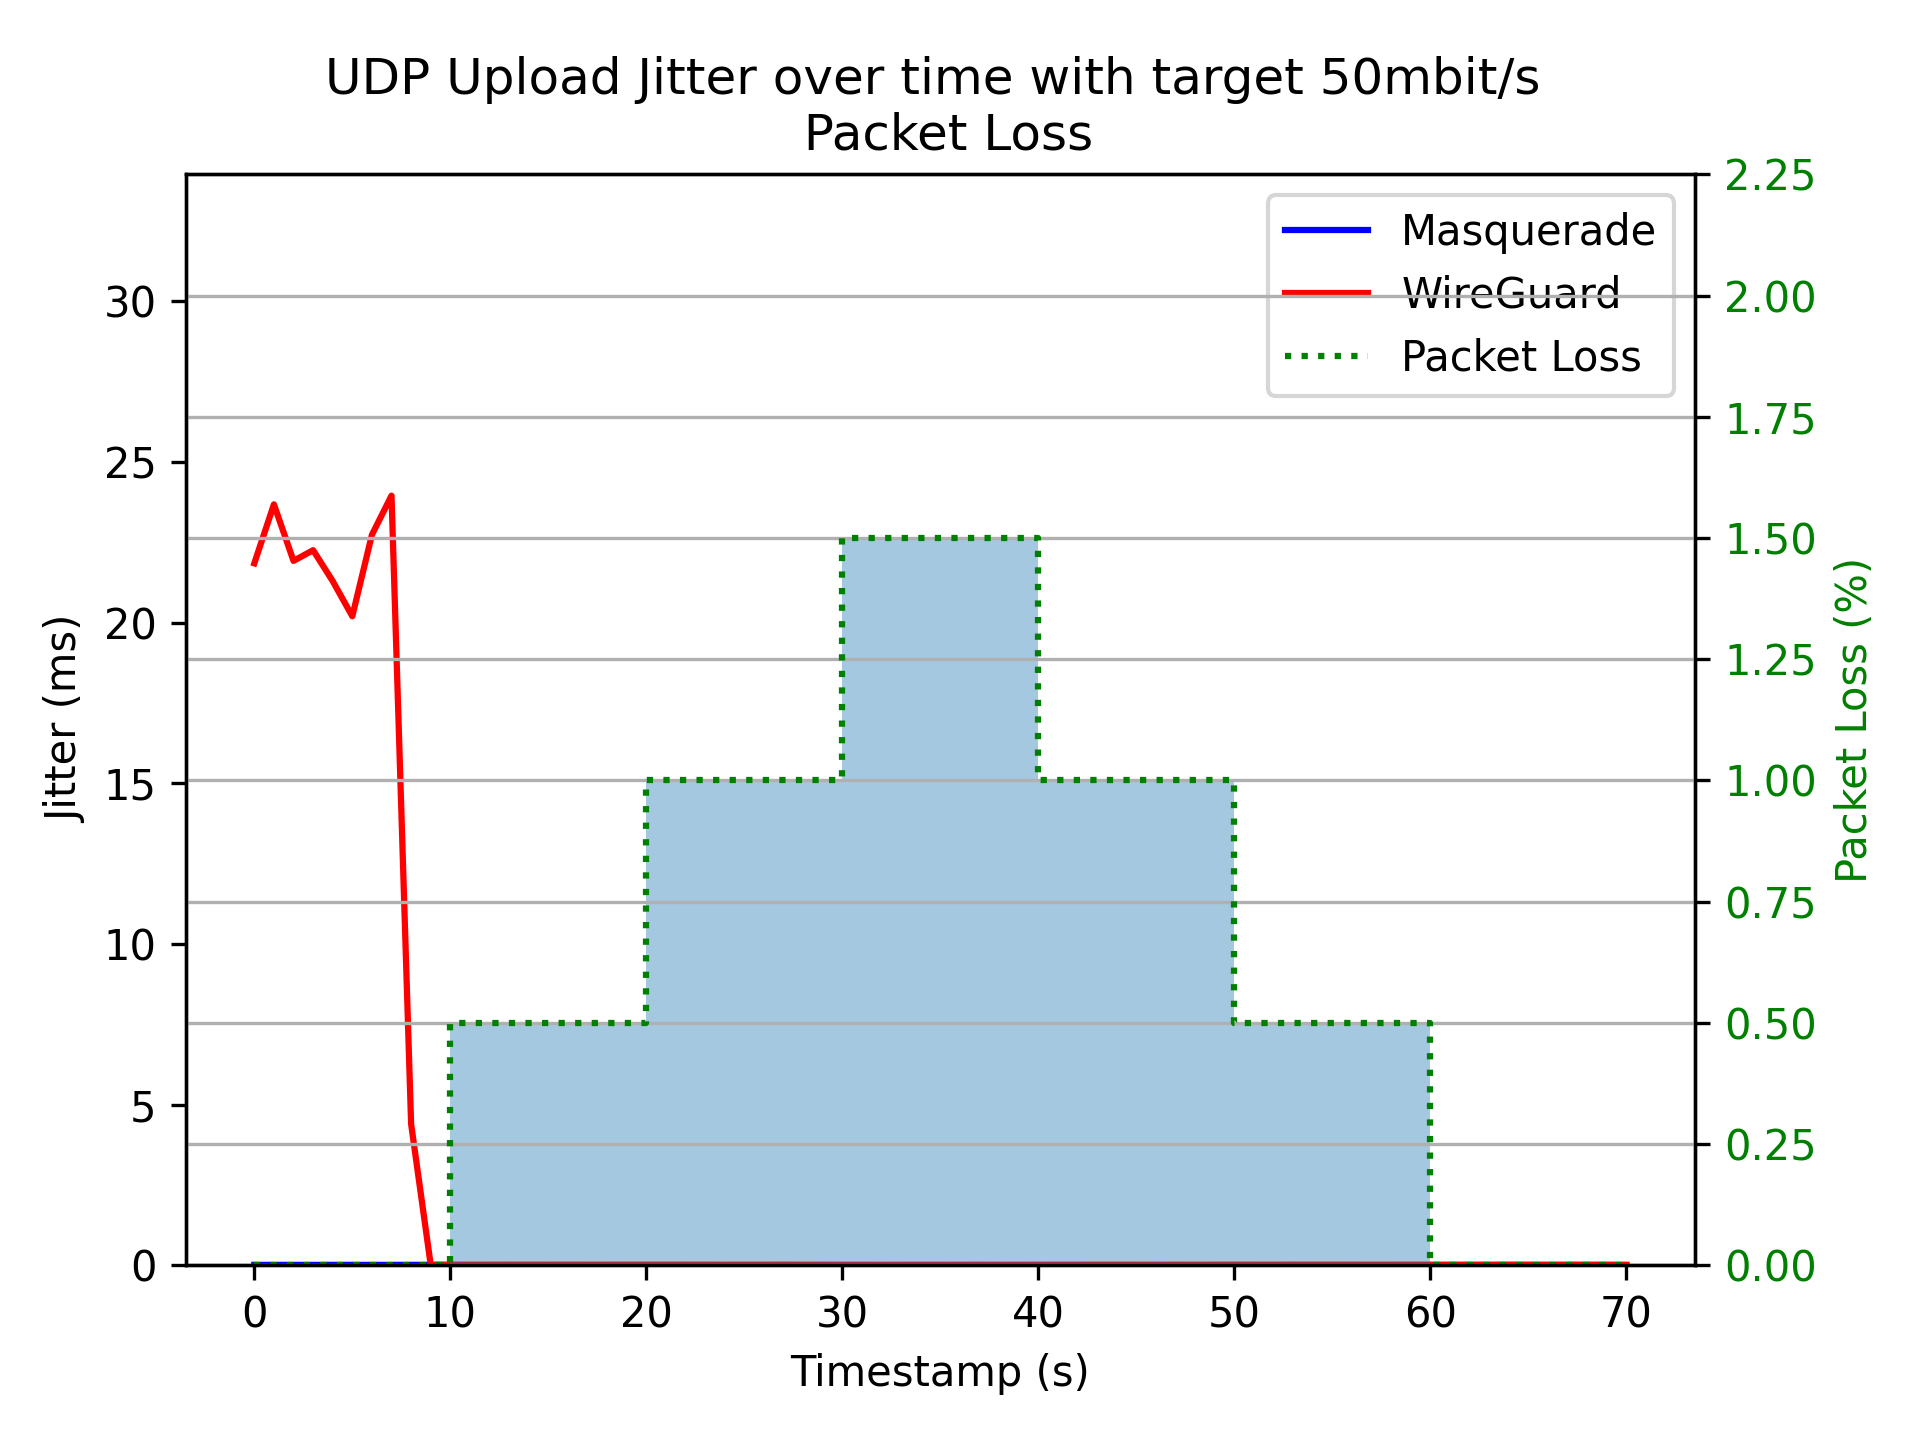 UDP Upload Jitter over time with target 50mbit/s
Packet Loss
Masquerade
WireGuard
Packet Loss
Jitter (ms)
30
25
20
15
10
5
0
2.25
2.00
1.75
1.50
1.25
1.00
0.75
0.50
0.25
0.00
Packet Loss (%)
0 10 20 30 40 50 60 70
Timestamp (s)